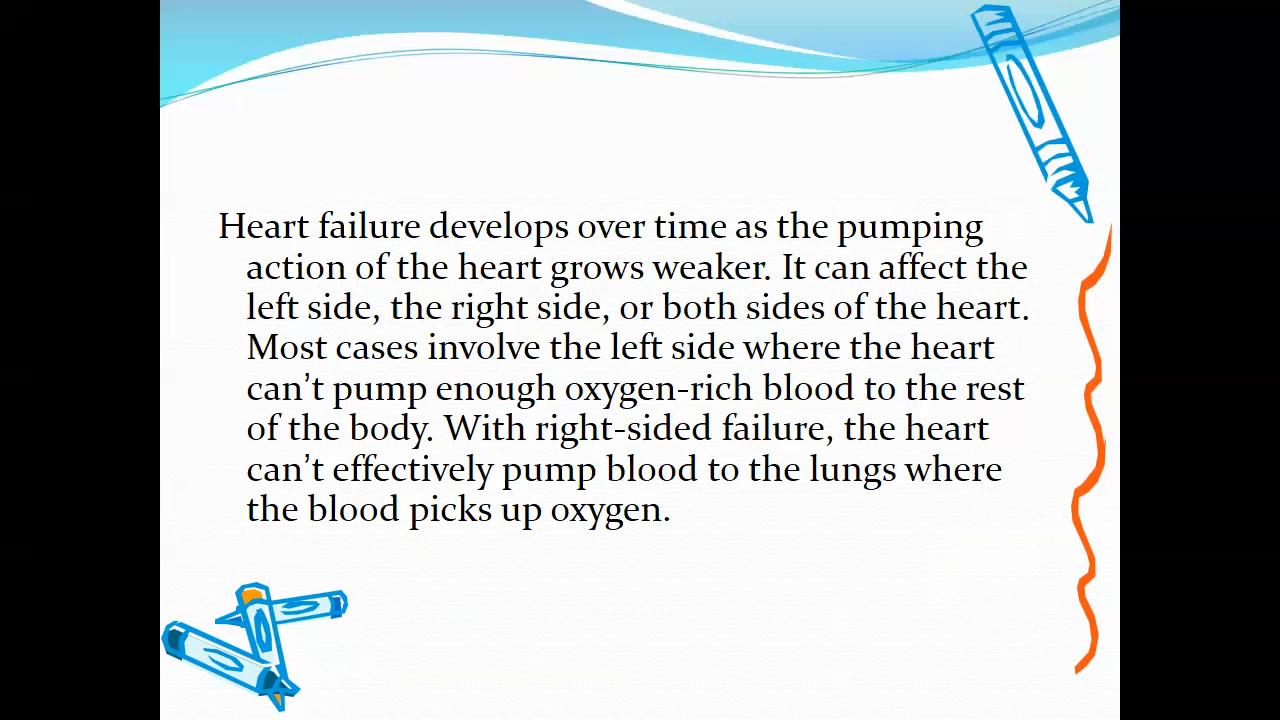 Heart failure develops over time as the pumping
action of the heart grows weaker. It can affect the
left side, the right side, or both sides of the heart.
Most cases involve the left side where the heart
can’t pump enough oxygen-rich blood to the rest
of the body. With right-sided failure, the heart
can’t effectively pump blood to the lungs where
the blood picks up oxygen.